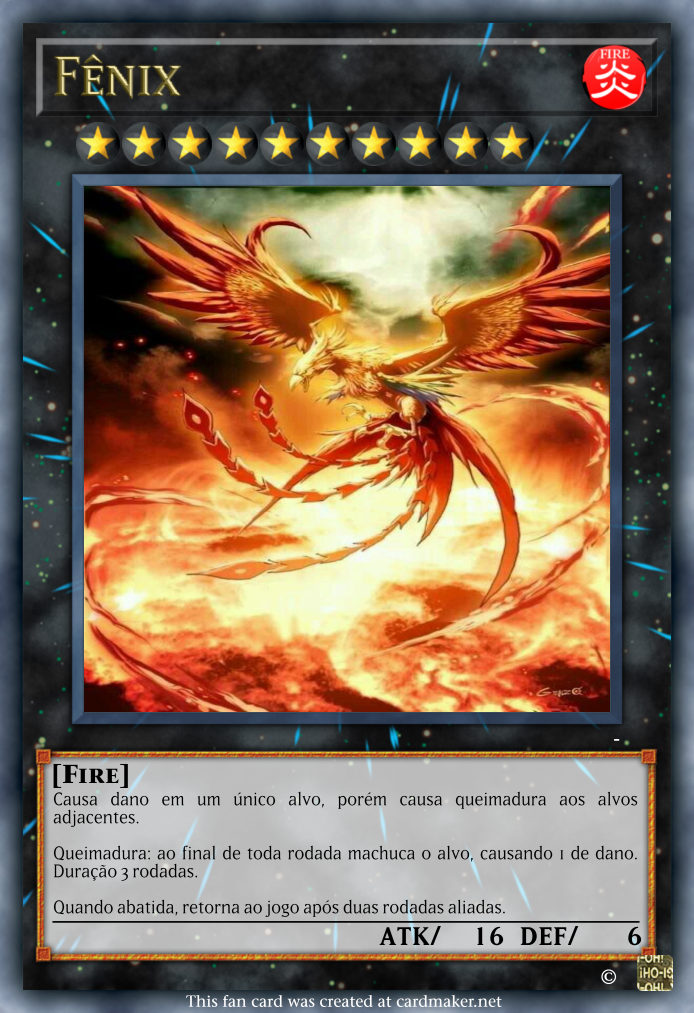 Fênix
FIRE
炎
-
[Fire]
Causa dano em um único alvo, porém causa queimadura aos alvos
adjacentes.
Queimadura: ao final de toda rodada machuca o alvo, causando 1 de dano.
Duração 3 rodadas.
Quando abatida, retorna ao jogo após duas rodadas aliadas.
ATK/ 16 DEF/ 6
©
This fan card was created at cardmaker.net